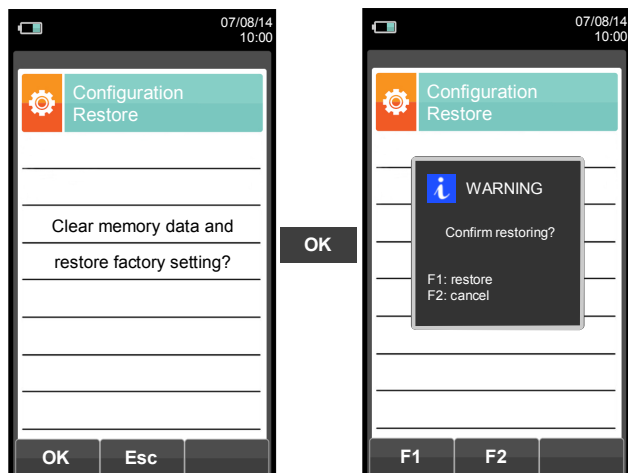 07/08/14
10:00
Configuration
Restore
Clear memory data and
restore factory setting?
OK
Esc
OK
07/08/14
10:00
Configuration
Restore
WARNING
Confirm restoring?
F1: restore
F2: cancel
F1
F2